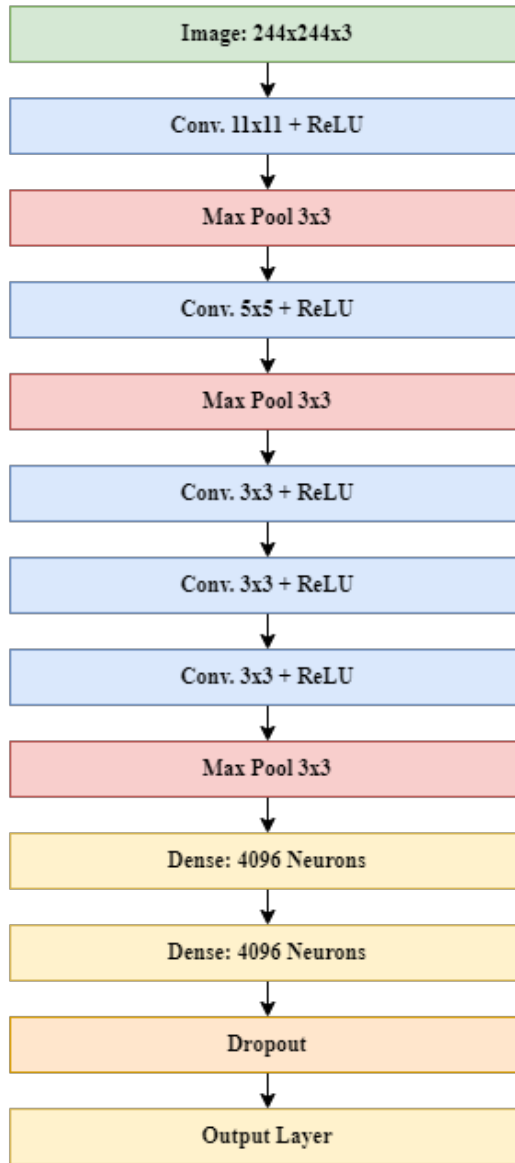 Image: 244x244x3
Conv. 11x11 + ReLU
Max Pool 3x3
Conv. 5x5 + ReLU
Max Pool 3x3
Conv. 3x3 + ReLU
Conv. 3x3 + ReLU
Conv. 3x3 + ReLU
Max Pool 3x3
Dense: 4096 Neurons
Dense: 4096 Neurons
Dropout
Output Layer